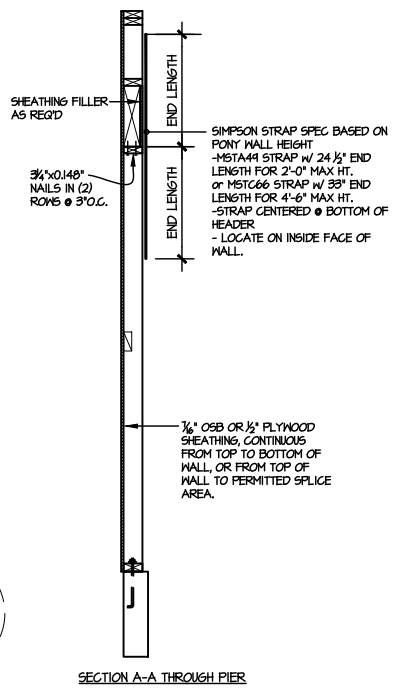 END LENGTH
SHEATHING FILLER
AS REQ'D
SIMPSON STRAP SPEC BASED ON
PONY WALL HEIGHT
-MSTA49 STRAP W/ 24 ½" END
LENGTH FOR 2'-0" MAX HT.
or MSTC66 STRAP W/ 33" END
LENGTH FOR 4'-6" MAX HT.
-STRAP CENTERED @ BOTTOM OF
HEADER
- LOCATE ON INSIDE FACE OF
WALL.
3¼"x0.148"
NAILS IN (2)
ROWS @ 3"O.C.
END LENGTH
7/16" OSB OR ½" PLYWOOD
SHEATHING, CONTINUOUS
FROM TOP TO BOTTOM OF
WALL, OR FROM TOP OF
WALL TO PERMITTED SPLICE
AREA.
SECTION A-A THROUGH PIER